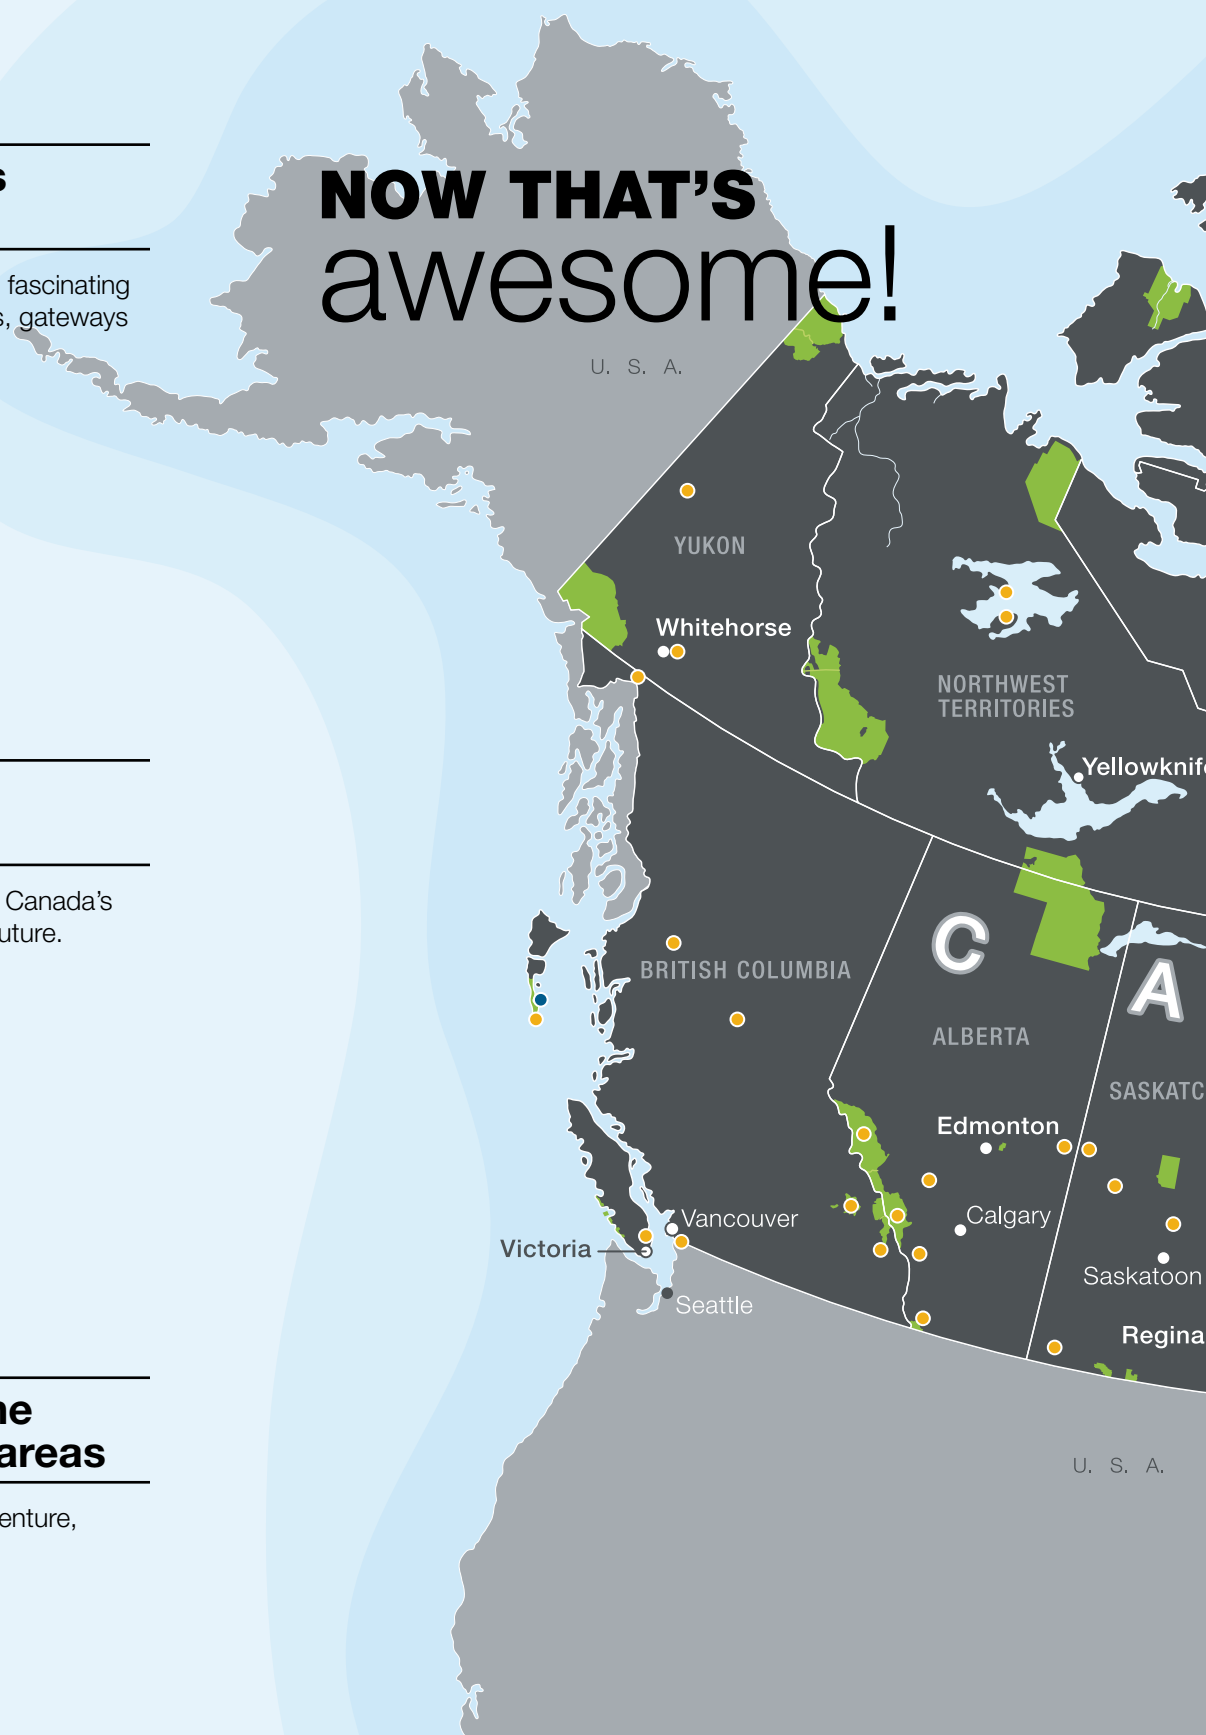 s
fascinating
s, gateways
Canada's
uture.
ne
areas
enture,
NOW THAT'S
awesome!
U. S. A.
YUKON
Whitehorse
NORTHWEST
TERRITORIES
Yellowknif
BRITISH COLUMBIA
C
A
ALBERTA
SASKATC
Edmonton
Vancouver
Calgary
Victoria
Saskatoon
Seattle
Regina
U. S. A.